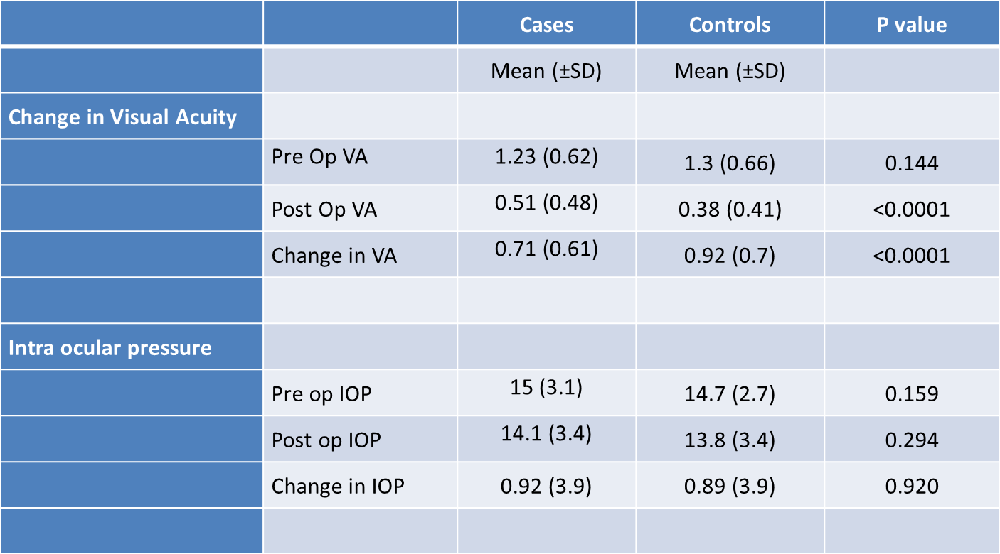 Cases Controls P value
Mean (±SD) Mean (±SD)
Change in Visual Acuity
Pre Op VA 1.23 (0.62) 1.3 (0.66) 0.144
Post Op VA 0.51 (0.48) 0.38 (0.41) <0.0001
Change in VA 0.71 (0.61) 0.92 (0.7) <0.0001
Intra ocular pressure
Pre op IOP 15 (3.1) 14.7 (2.7) 0.159
Post op IOP 14.1 (3.4) 13.8 (3.4) 0.294
Change in IOP 0.92 (3.9) 0.89 (3.9) 0.920